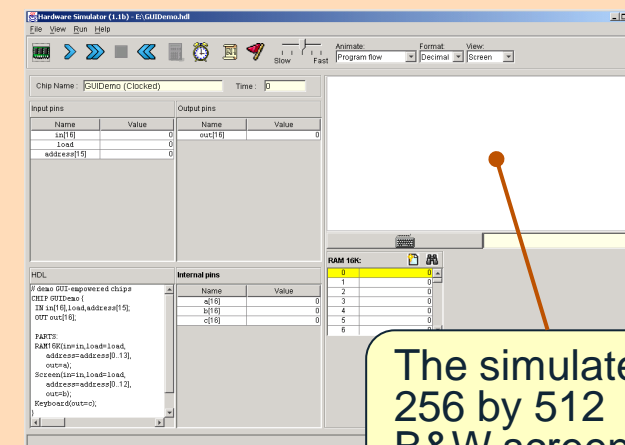 Hardware Simulator (1.1b) - E:\GUIDemo.hdl
File View Run Help
Slow Fast
Animate: Format: View:
Program flow Decimal Screen
Chip Name : GUIDemo (Clocked) Time : 0
Input pins Output pins
Name Value Name Value
in[16] 0 out[16] 0
load 0
address[15] 0
RAM 16K:
0 0
1 0
2 0
3 0
4 0
5 0
6
HDL Internal pins
Name Value
a[16] 0
b[16] 0
c[16] 0
// demo GUI-empowered chips
CHIP GUIDemo {
IN in[16],load,address[15];
OUT out[16];
PARTS:
RAM16K(in=in,load=load,
address=address[0..13],
out=a);
Screen(in=in,load=load,
address=address[0..12],
out=b);
Keyboard(out=c);
}
The simulate
256 by 512
B&W screen